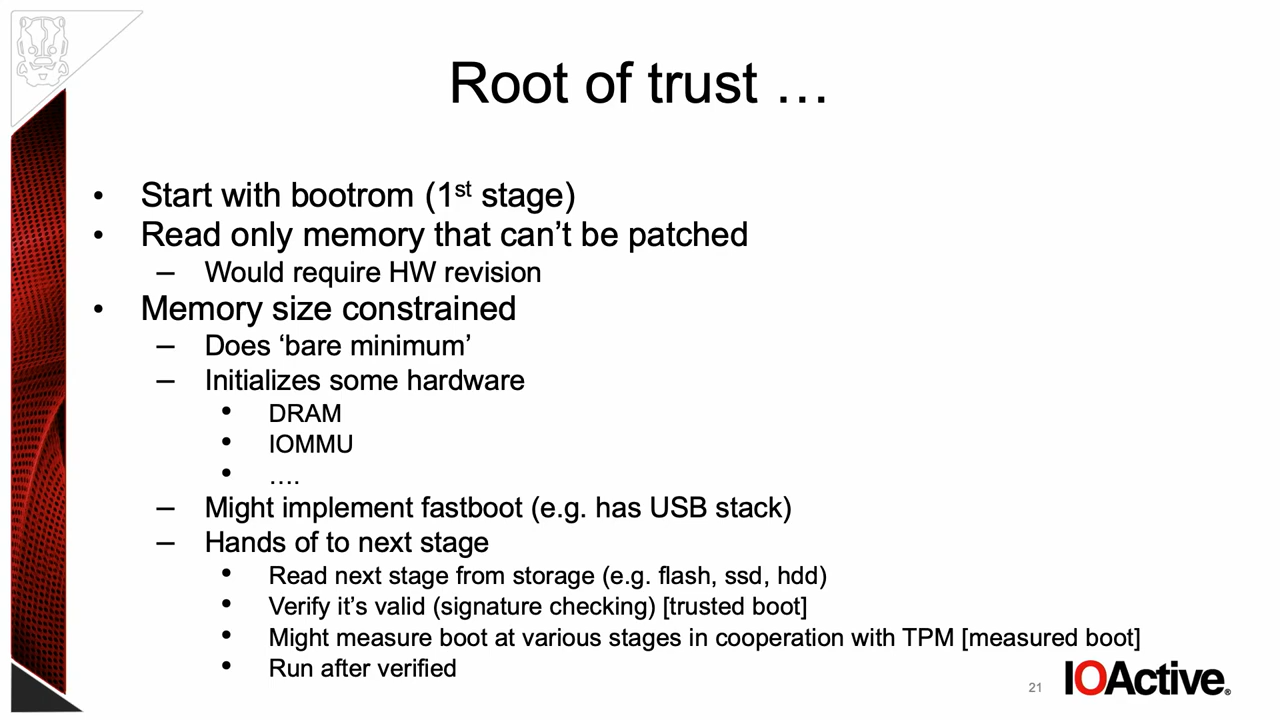 Root of trust …
• Start with bootrom (1st stage)
• Read only memory that can’t be patched
– Would require HW revision
• Memory size constrained
– Does ‘bare minimum’
– Initializes some hardware
• DRAM
• IOMMU
• ….
– Might implement fastboot (e.g. has USB stack)
– Hands of to next stage
• Read next stage from storage (e.g. flash, ssd, hdd)
• Verify it’s valid (signature checking) [trusted boot]
• Might measure boot at various stages in cooperation with TPM [measured boot]
• Run after verified
21
IOActive®